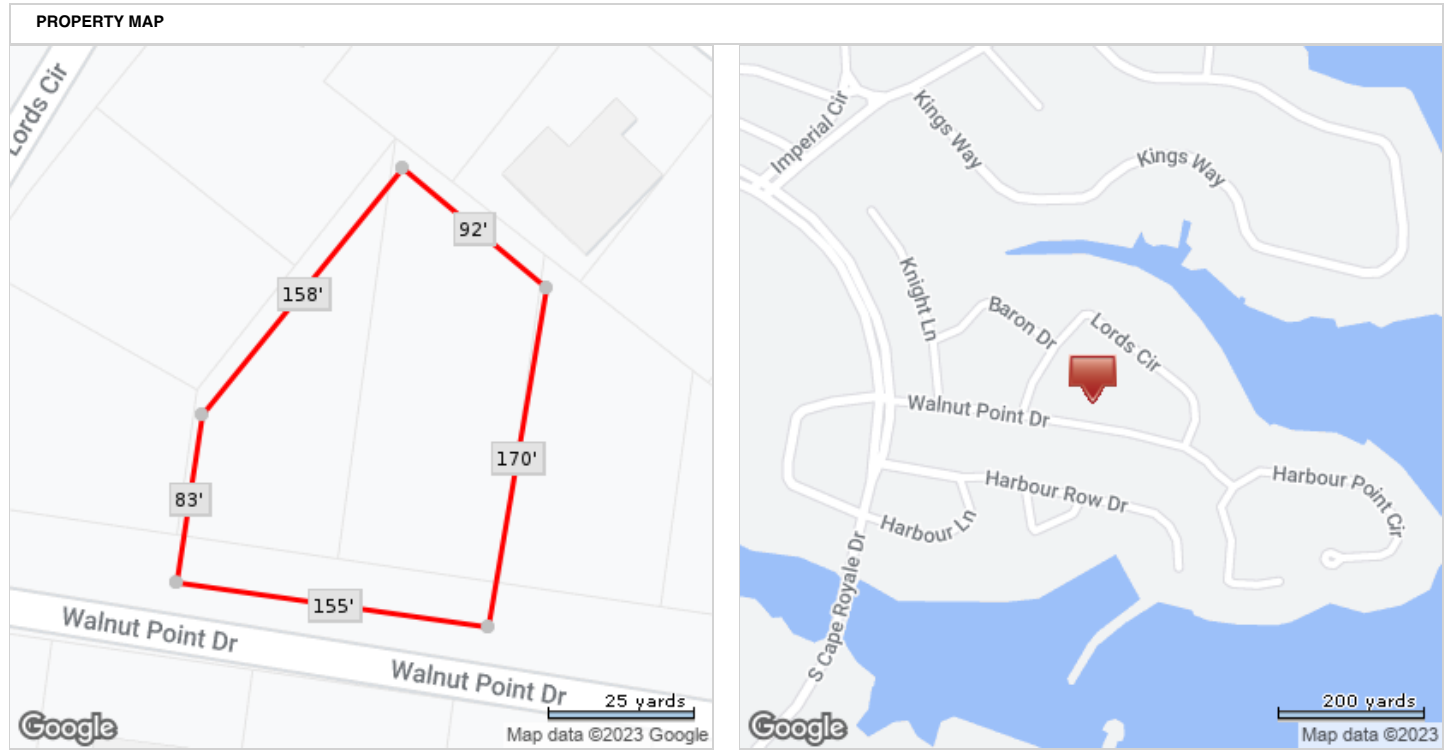 PROPERTY MAP
Lords Cir
92'
158'
170'
83'
155'
Walnut Point Dr
Walnut Point Dr
25 yards
Google
Map data ©2023 Google
Imperial Cir
Kings Way
Kings Way
Knight Ln
Baron Dr
Lords Cir
Walnut Point Dr
Harbour Row Dr
Harbour Point Cir
Harbour Ln
S Cape Royale Dr
200 yards
Google
Map data ©2023